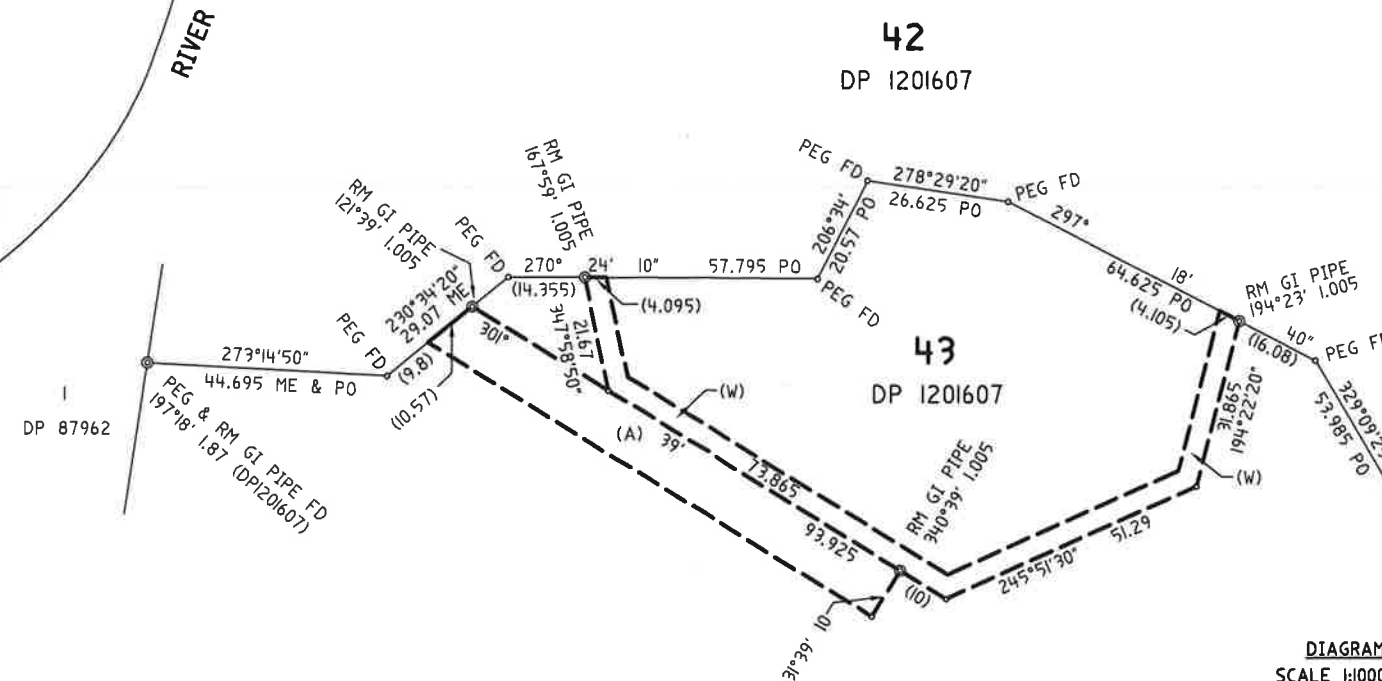 RIVER
42
DP 1201607
RM GI PIPE
167°59' 1.005
RM GI PIPE
121°39' 1.005
PEG FD
PEG FD
278°29'20"
26.625 PO
PEG FD
206°34'
20.57 PO
297°
18'
64.625 PO
(4.105)
RM GI PIPE
194°23' 1.005
40"
(16.08)
PEG
53.985 PO
270°
24'
10"
57.795 PO
(14.355)
(4.095)
PEG FD
230°34'20"
29.07 ME
PEG FD
(9.8)
(10.57)
301°
21.67
347°58'50"
273°14'50"
44.695 ME & PO
PEG & RM GI PIPE FD
197°18' 1.87 (DP1201607)
1
DP 87962
43
DP 1201607
(W)
(A)
39'
73.865
93.925
RM GI PIPE
340°39' 1.005
31.865
194°22'20"
(W)
51.29
245°51'30"
(10)
31°39' 10
DIAGRAM
SCALE 1:1000